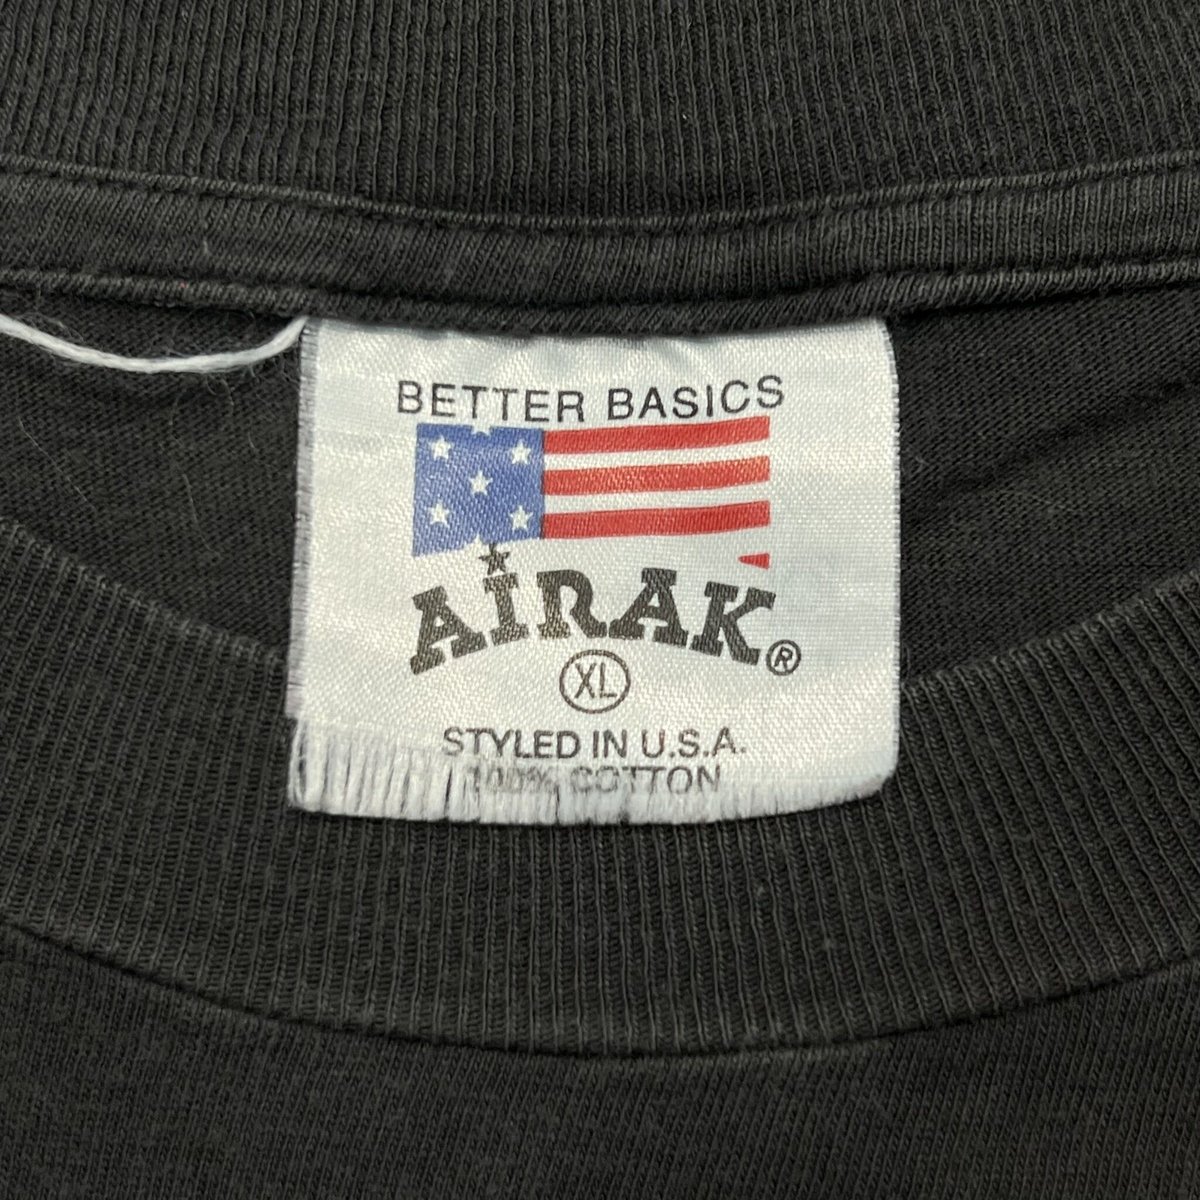 BETTER BASICS
AiRAK®
XL
STYLED IN U.S.A.
100% COTTON